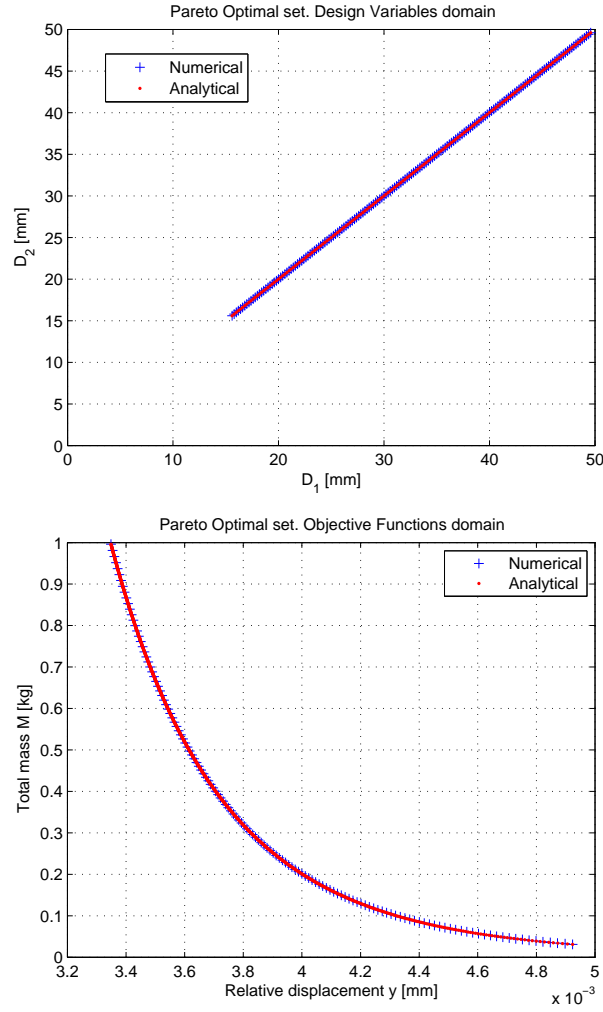 Pareto Optimal set. Design Variables domain
50
45
40
35
30
25
20
15
10
5
0
D2 [mm]
Numerical
Analytical
0 10 20 30 40 50
D1 [mm]
Pareto Optimal set. Objective Functions domain
1
0.9
0.8
0.7
0.6
0.5
0.4
0.3
0.2
0.1
0
Total mass M [kg]
Numerical
Analytical
3.2 3.4 3.6 3.8 4 4.2 4.4 4.6 4.8 5
Relative displacement y [mm]
x 10⁻³